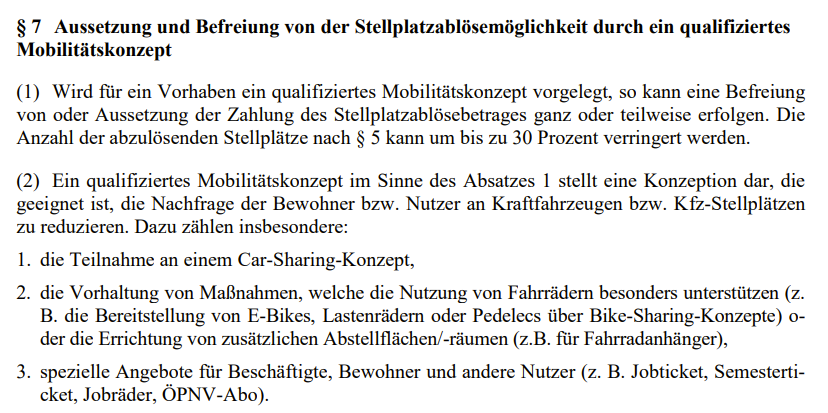 § 7 Aussetzung und Befreiung von der Stellplatzablösemöglichkeit durch ein qualifiziertes
Mobilitätskonzept
(1) Wird für ein Vorhaben ein qualifiziertes Mobilitätskonzept vorgelegt, so kann eine Befreiung
von oder Aussetzung der Zahlung des Stellplatzablösebetrages ganz oder teilweise erfolgen. Die
Anzahl der abzulösenden Stellplätze nach § 5 kann um bis zu 30 Prozent verringert werden.
(2) Ein qualifiziertes Mobilitätskonzept im Sinne des Absatzes 1 stellt eine Konzeption dar, die
geeignet ist, die Nachfrage der Bewohner bzw. Nutzer an Kraftfahrzeugen bzw. Kfz-Stellplätzen
zu reduzieren. Dazu zählen insbesondere:
1. die Teilnahme an einem Car-Sharing-Konzept,
2. die Vorhaltung von Maßnahmen, welche die Nutzung von Fahrrädern besonders unterstützen (z.
B. die Bereitstellung von E-Bikes, Lastenrädern oder Pedelecs über Bike-Sharing-Konzepte) o-
der die Errichtung von zusätzlichen Abstellflächen/-räumen (z.B. für Fahrradanhänger),
3. spezielle Angebote für Beschäftigte, Bewohner und andere Nutzer (z. B. Jobticket, Semesterti-
cket, Jobräder, ÖPNV-Abo).